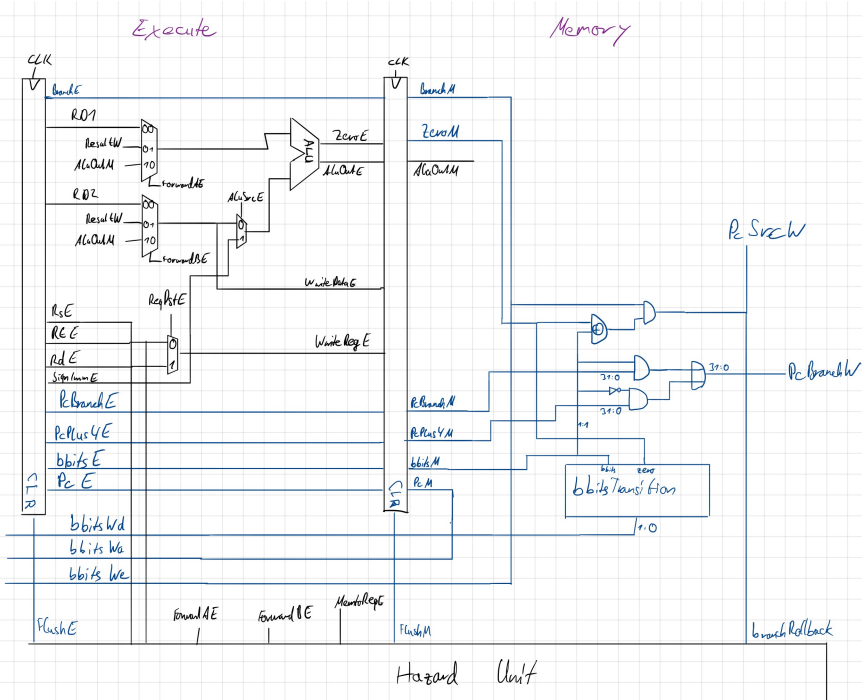 Execute
Memory
CLK
CLK
BranchE
BranchM
RD1
00
ResultW
01
ALuOutM
10
ForwardAE
ALU
ZeroE
ZeroM
ALuOutE
ALuOutM
RD2
00
ResultW
01
ALuOutM
10
ForwardBE
ALuSrcE
0
1
PcSrcW
WriteDataE
RegDstE
RsE
RtE
0
WriteRegE
RdE
1
SignImmE
31:0
PcBranchW
31:0
31:0
PcBranchE
PcBranchM
PcPlus4E
PcPlus4M
1:1
bbitsE
bbitsM
bbits
zero
PcE
PcM
bbitsTransition
CLR
CLR
1:0
bbitsWd
bbitsWa
bbitsWe
ForwardAE
ForwardBE
MemtoRegE
FlushE
FlushM
branchRollback
Hazard Unit